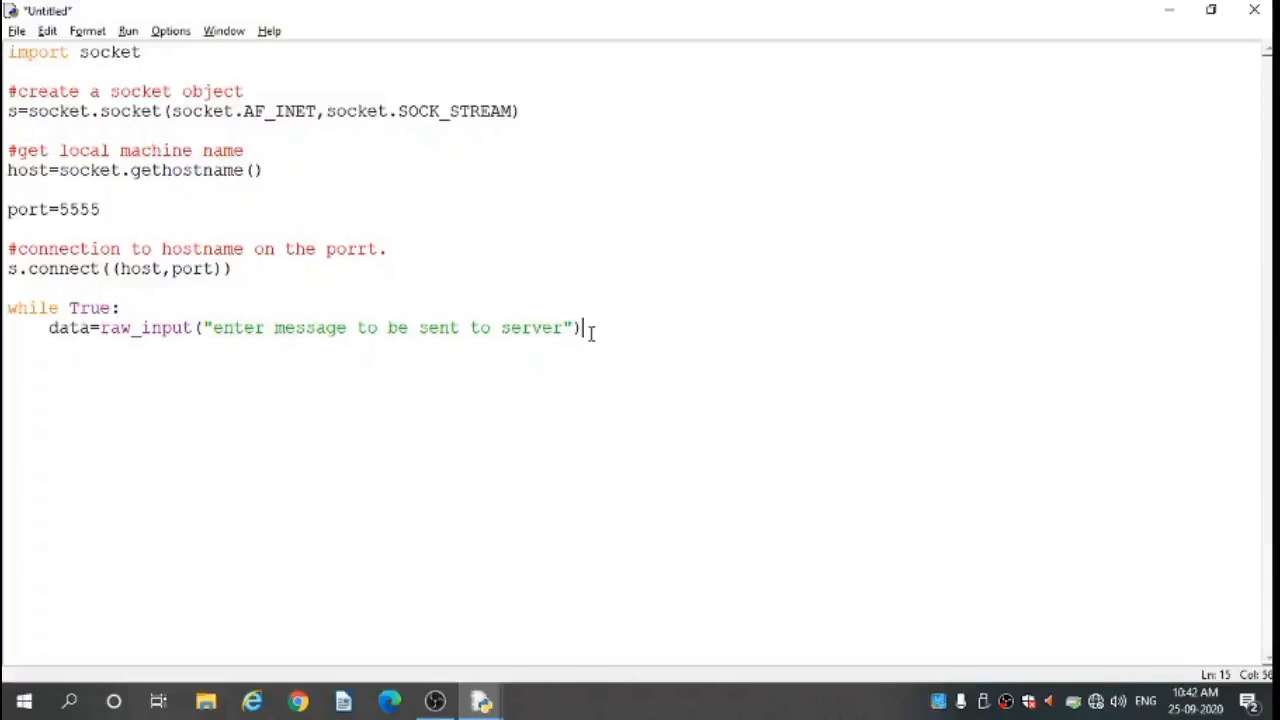 *Untitled*
File Edit Format Run Options Window Help
import socket
#create a socket object
s=socket.socket(socket.AF_INET,socket.SOCK_STREAM)
#get local machine name
host=socket.gethostname()
port=5555
#connection to hostname on the porrt.
s.connect((host,port))
while True:
    data=raw_input("enter message to be sent to server")
Ln: 15 Col: 56
ENG
10:42 AM
25-09-2020
2